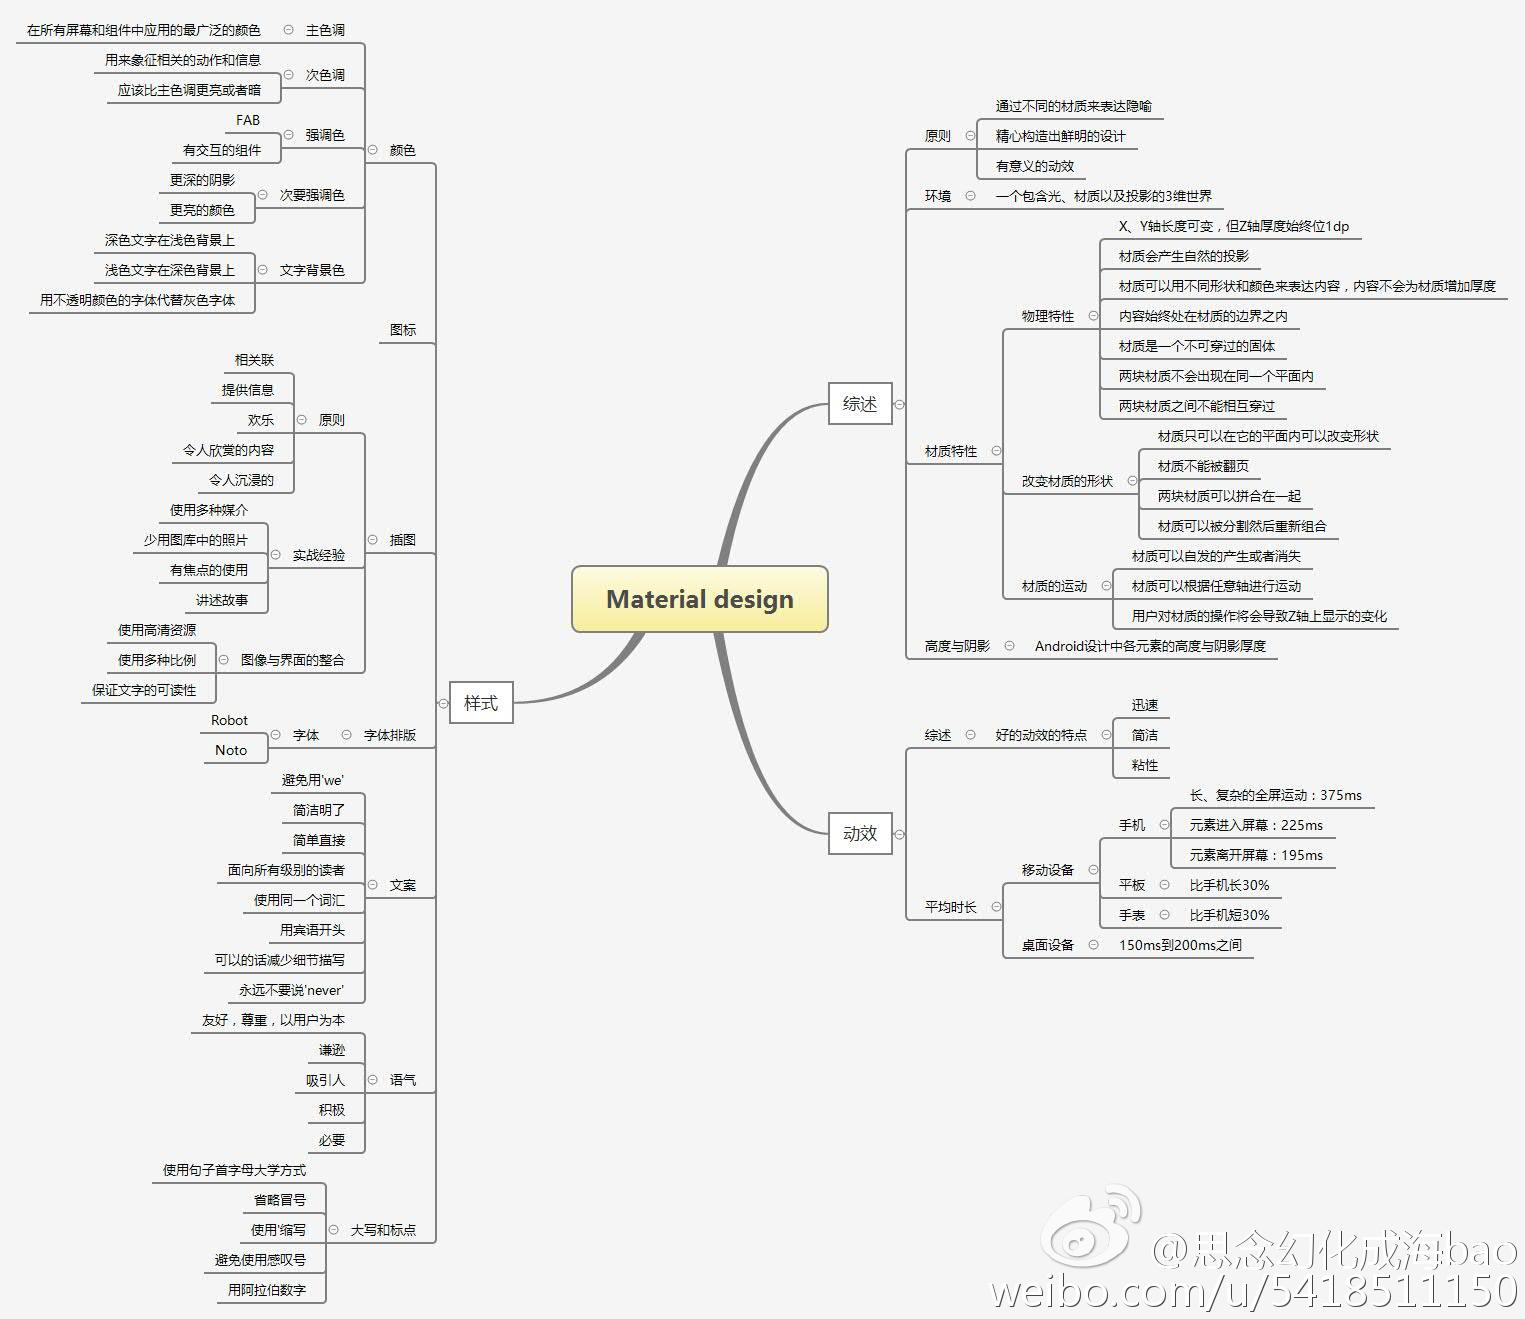 Material design
综述
原则
通过不同的材质来表达隐喻
精心构造出鲜明的设计
有意义的动效
环境
一个包含光、材质以及投影的3维世界
材质特性
物理特性
X、Y轴长度可变，但Z轴厚度始终位1dp
材质会产生自然的投影
材质可以用不同形状和颜色来表达内容，内容不会为材质增加厚度
内容始终处在材质的边界之内
材质是一个不可穿过的固体
两块材质不会出现在同一个平面内
两块材质之间不能相互穿过
改变材质的形状
材质只可以在它的平面内可以改变形状
材质不能被翻页
两块材质可以拼合在一起
材质可以被分割然后重新组合
材质的运动
材质可以自发的产生或者消失
材质可以根据任意轴进行运动
用户对材质的操作将会导致Z轴上显示的变化
高度与阴影
Android设计中各元素的高度与阴影厚度
动效
综述
好的动效的特点
迅速
简洁
粘性
平均时长
移动设备
手机
长、复杂的全屏运动：375ms
元素进入屏幕：225ms
元素离开屏幕：195ms
平板
比手机长30%
手表
比手机短30%
桌面设备
150ms到200ms之间
样式
颜色
主色调
在所有屏幕和组件中应用的最广泛的颜色
次色调
用来象征相关的动作和信息
应该比主色调更亮或者暗
强调色
FAB
有交互的组件
次要强调色
更深的阴影
更亮的颜色
文字背景色
深色文字在浅色背景上
浅色文字在深色背景上
用不透明颜色的字体代替灰色字体
图标
插图
原则
相关联
提供信息
欢乐
令人欣赏的内容
令人沉浸的
实战经验
使用多种媒介
少用图库中的照片
有焦点的使用
讲述故事
图像与界面的整合
使用高清资源
使用多种比例
保证文字的可读性
字体排版
字体
Robot
Noto
文案
避免用'we'
简洁明了
简单直接
面向所有级别的读者
使用同一个词汇
用宾语开头
可以的话减少细节描写
永远不要说'never'
语气
友好，尊重，以用户为本
谦逊
吸引人
积极
必要
大写和标点
使用句子首字母大学方式
省略冒号
使用'缩写
避免使用感叹号
用阿拉伯数字
@思念幻化成海bao
weibo.com/u/5418511150